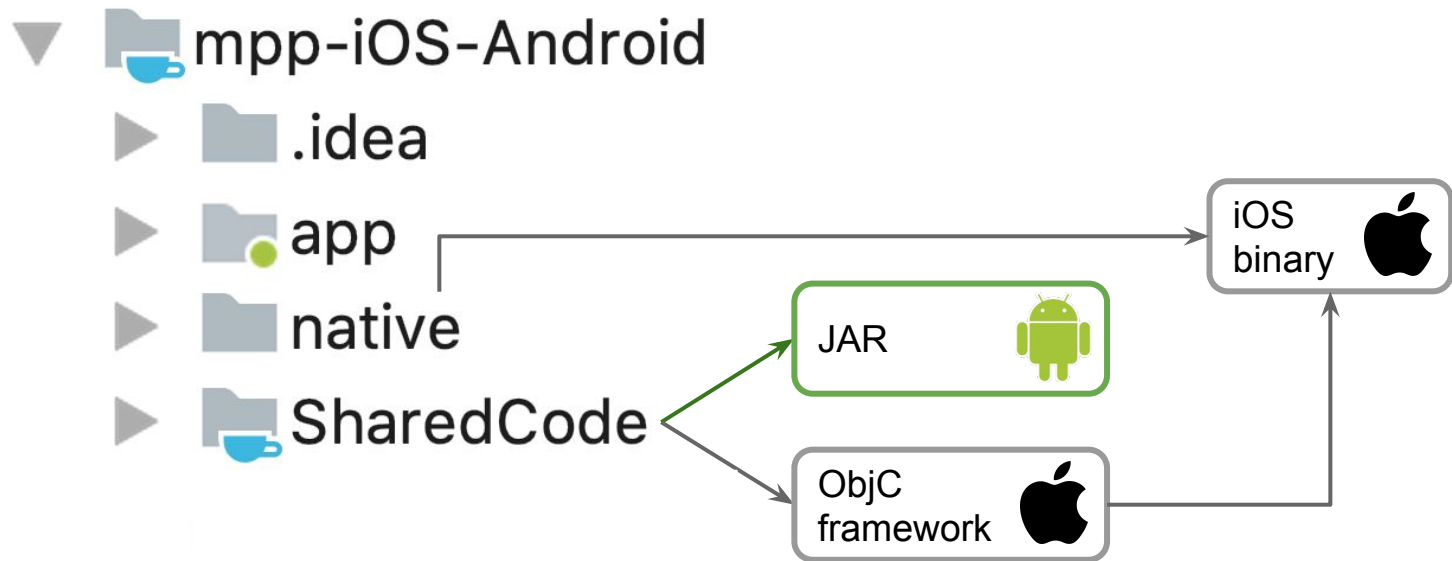 mpp-iOS-Android
.idea
app
native
SharedCode
iOS
binary
JAR
ObjC
framework